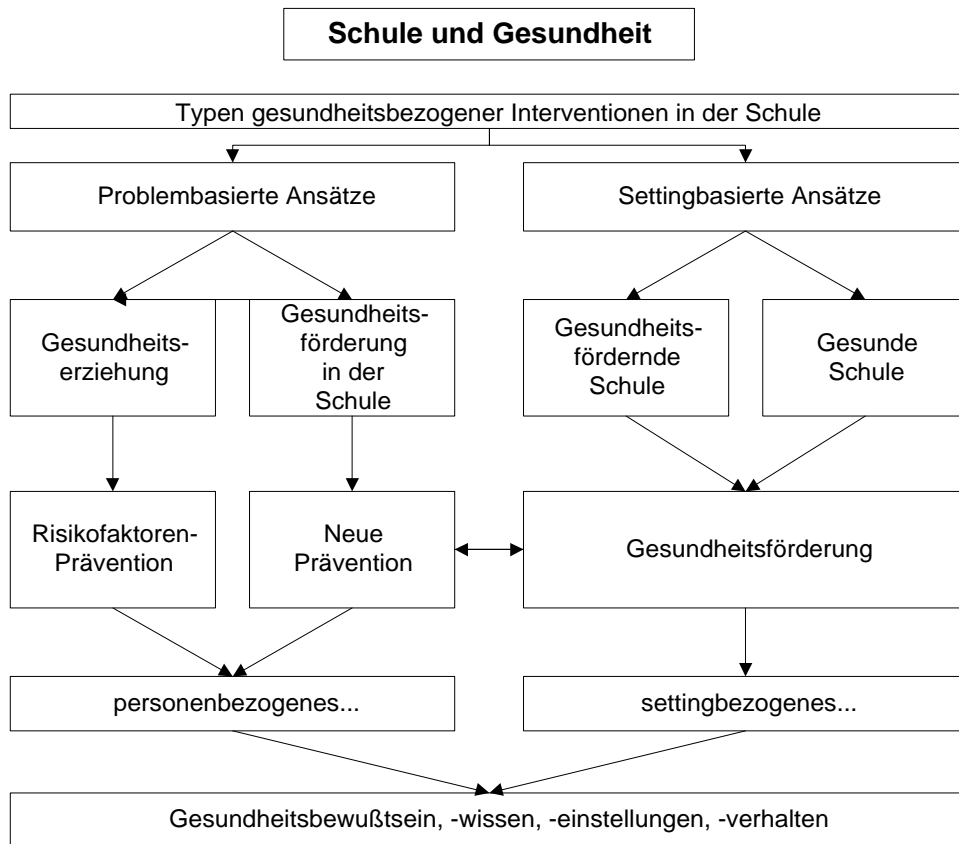 Schule und Gesundheit
Typen gesundheitsbezogener Interventionen in der Schule
Problembasierte Ansätze
Settingbasierte Ansätze
Gesundheits-
erziehung
Gesundheits-
förderung
in der
Schule
Gesundheits-
fördernde
Schule
Gesunde
Schule
Risikofaktoren-
Prävention
Neue
Prävention
Gesundheitsförderung
personenbezogenes...
settingbezogenes...
Gesundheitsbewußtsein, -wissen, -einstellungen, -verhalten